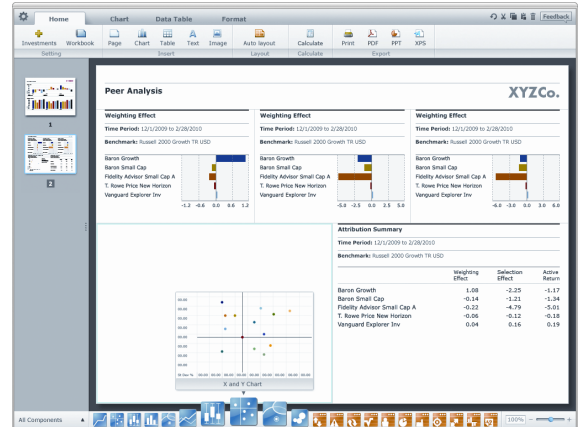 Home Chart Data Table Format Feedback
Investments Workbook Page Chart Table Text Image Auto layout Calculate Print PDF PPT XPS
Setting Insert Layout Calculate Export
Peer Analysis XYZCo.
Weighting Effect Weighting Effect Weighting Effect
Time Period: 12/1/2009 to 2/28/2010 Time Period: 12/1/2009 to 2/28/2010 Time Period: 12/1/2009 to 2/28/2010
Benchmark: Russell 2000 Growth TR USD Benchmark: Russell 2000 Growth TR USD Benchmark: Russell 2000 Growth TR USD
Baron Growth Baron Growth Baron Growth
Baron Small Cap Baron Small Cap Baron Small Cap
Fidelity Advisor Small Cap A Fidelity Advisor Small Cap A Fidelity Advisor Small Cap A
T. Rowe Price New Horizon T. Rowe Price New Horizon T. Rowe Price New Horizon
Vanguard Explorer Inv Vanguard Explorer Inv Vanguard Explorer Inv
-1.2 -0.6 0.0 0.6 1.2 -5.0 -2.5 0.0 2.5 5.0 -6.0 -3.0 0.0 3.0 6.0
1
2
Attribution Summary
Time Period: 12/1/2009 to 2/28/2010
Benchmark: Russell 2000 Growth TR USD
Weighting Effect Selection Effect Active Return
Baron Growth 1.08 -2.25 -1.17
Baron Small Cap -0.14 -1.21 -1.34
Fidelity Advisor Small Cap A -0.22 -4.79 -5.01
T. Rowe Price New Horizon -0.06 -0.12 -0.18
Vanguard Explorer Inv 0.04 0.16 0.19
X and Y Chart
All Components 100%